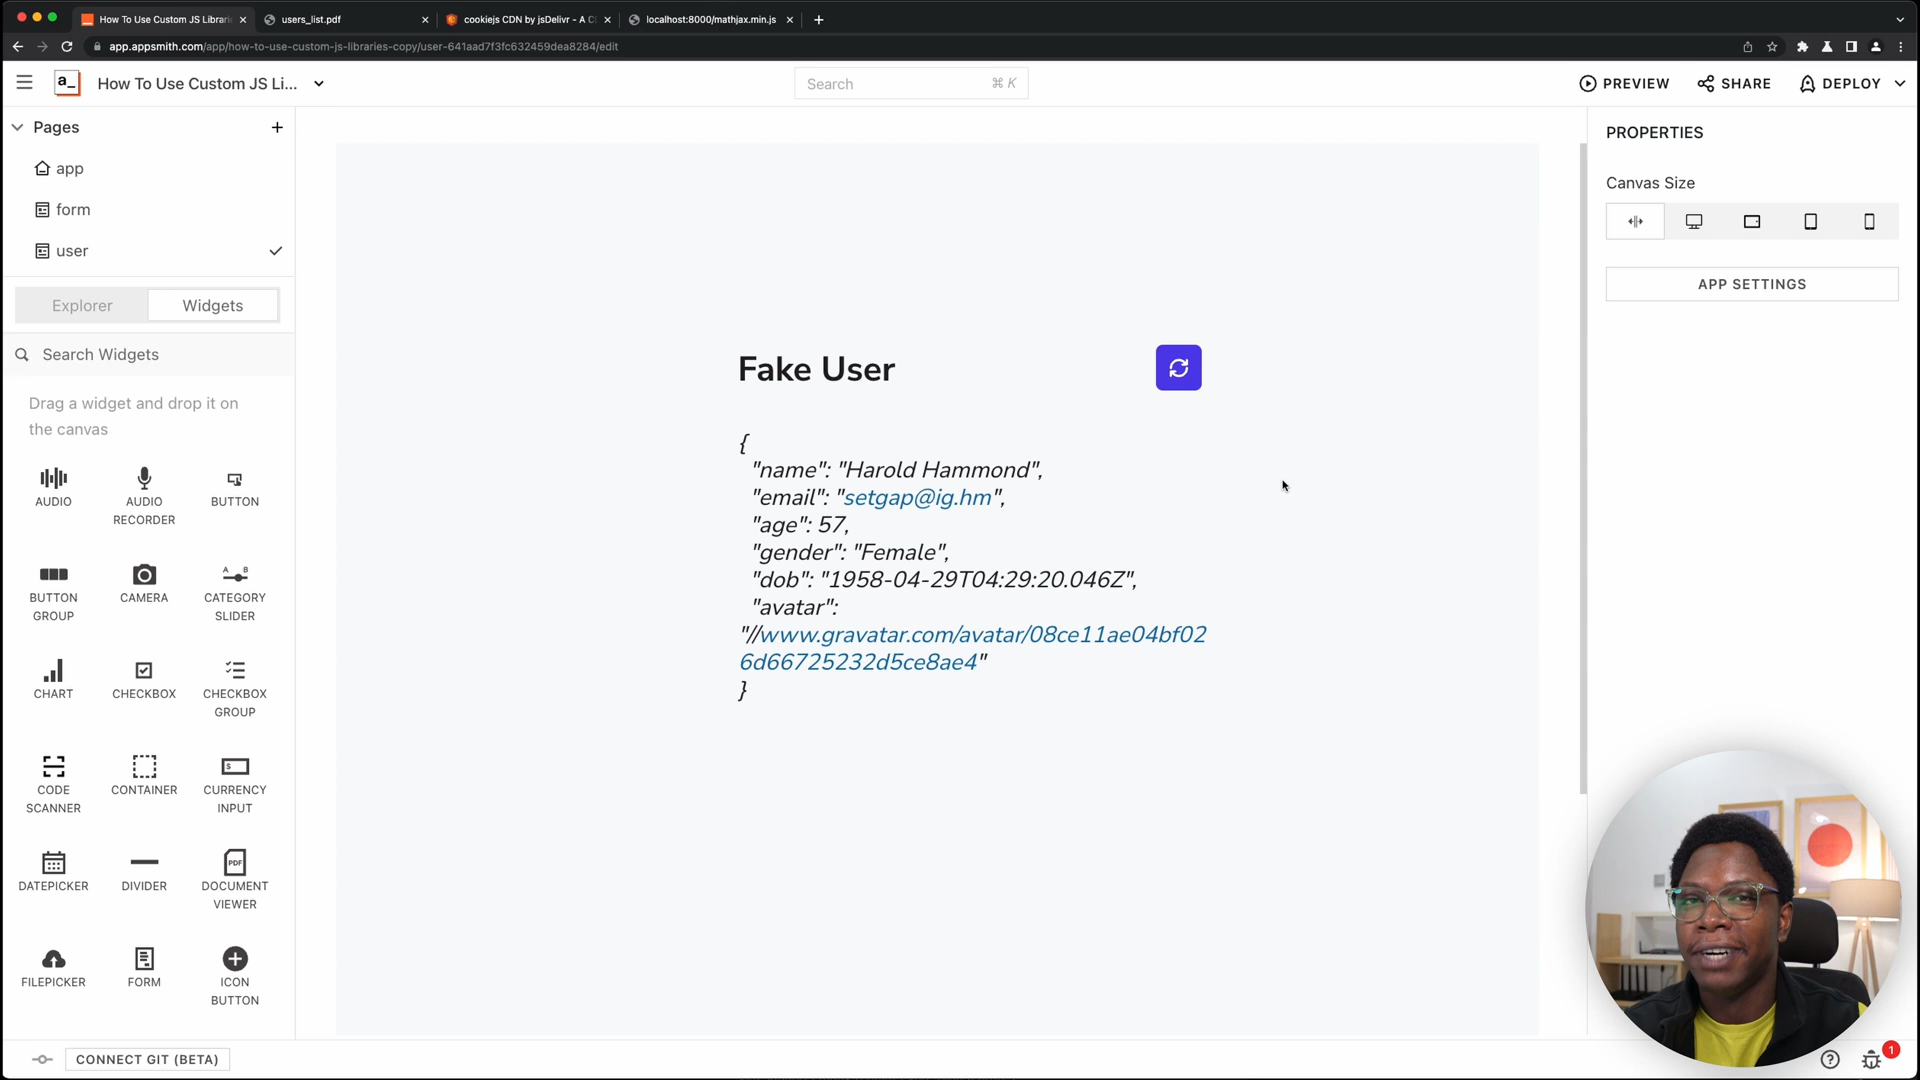 How To Use Custom JS Librari
users_list.pdf
cookiejs CDN by jsDelivr - A C
localhost:8000/mathjax.min.js
app.appsmith.com/app/how-to-use-custom-js-libraries-copy/user-641aad7f3fc632459dea8284/edit
a_
How To Use Custom JS Li...
Search
⌘ K
PREVIEW
SHARE
DEPLOY
Pages
app
form
user
Explorer
Widgets
Search Widgets
Drag a widget and drop it on
the canvas
AUDIO
AUDIO
RECORDER
BUTTON
BUTTON
GROUP
CAMERA
A B
CATEGORY
SLIDER
CHART
CHECKBOX
CHECKBOX
GROUP
CODE
SCANNER
CONTAINER
$
CURRENCY
INPUT
DATEPICKER
DIVIDER
PDF
DOCUMENT
VIEWER
FILEPICKER
FORM
ICON
BUTTON
CONNECT GIT (BETA)
Fake User
{
"name": "Harold Hammond",
"email": "setgap@ig.hm",
"age": 57,
"gender": "Female",
"dob": "1958-04-29T04:29:20.046Z",
"avatar":
"//www.gravatar.com/avatar/08ce11ae04bf02
6d66725232d5ce8ae4"
}
PROPERTIES
Canvas Size
APP SETTINGS
1